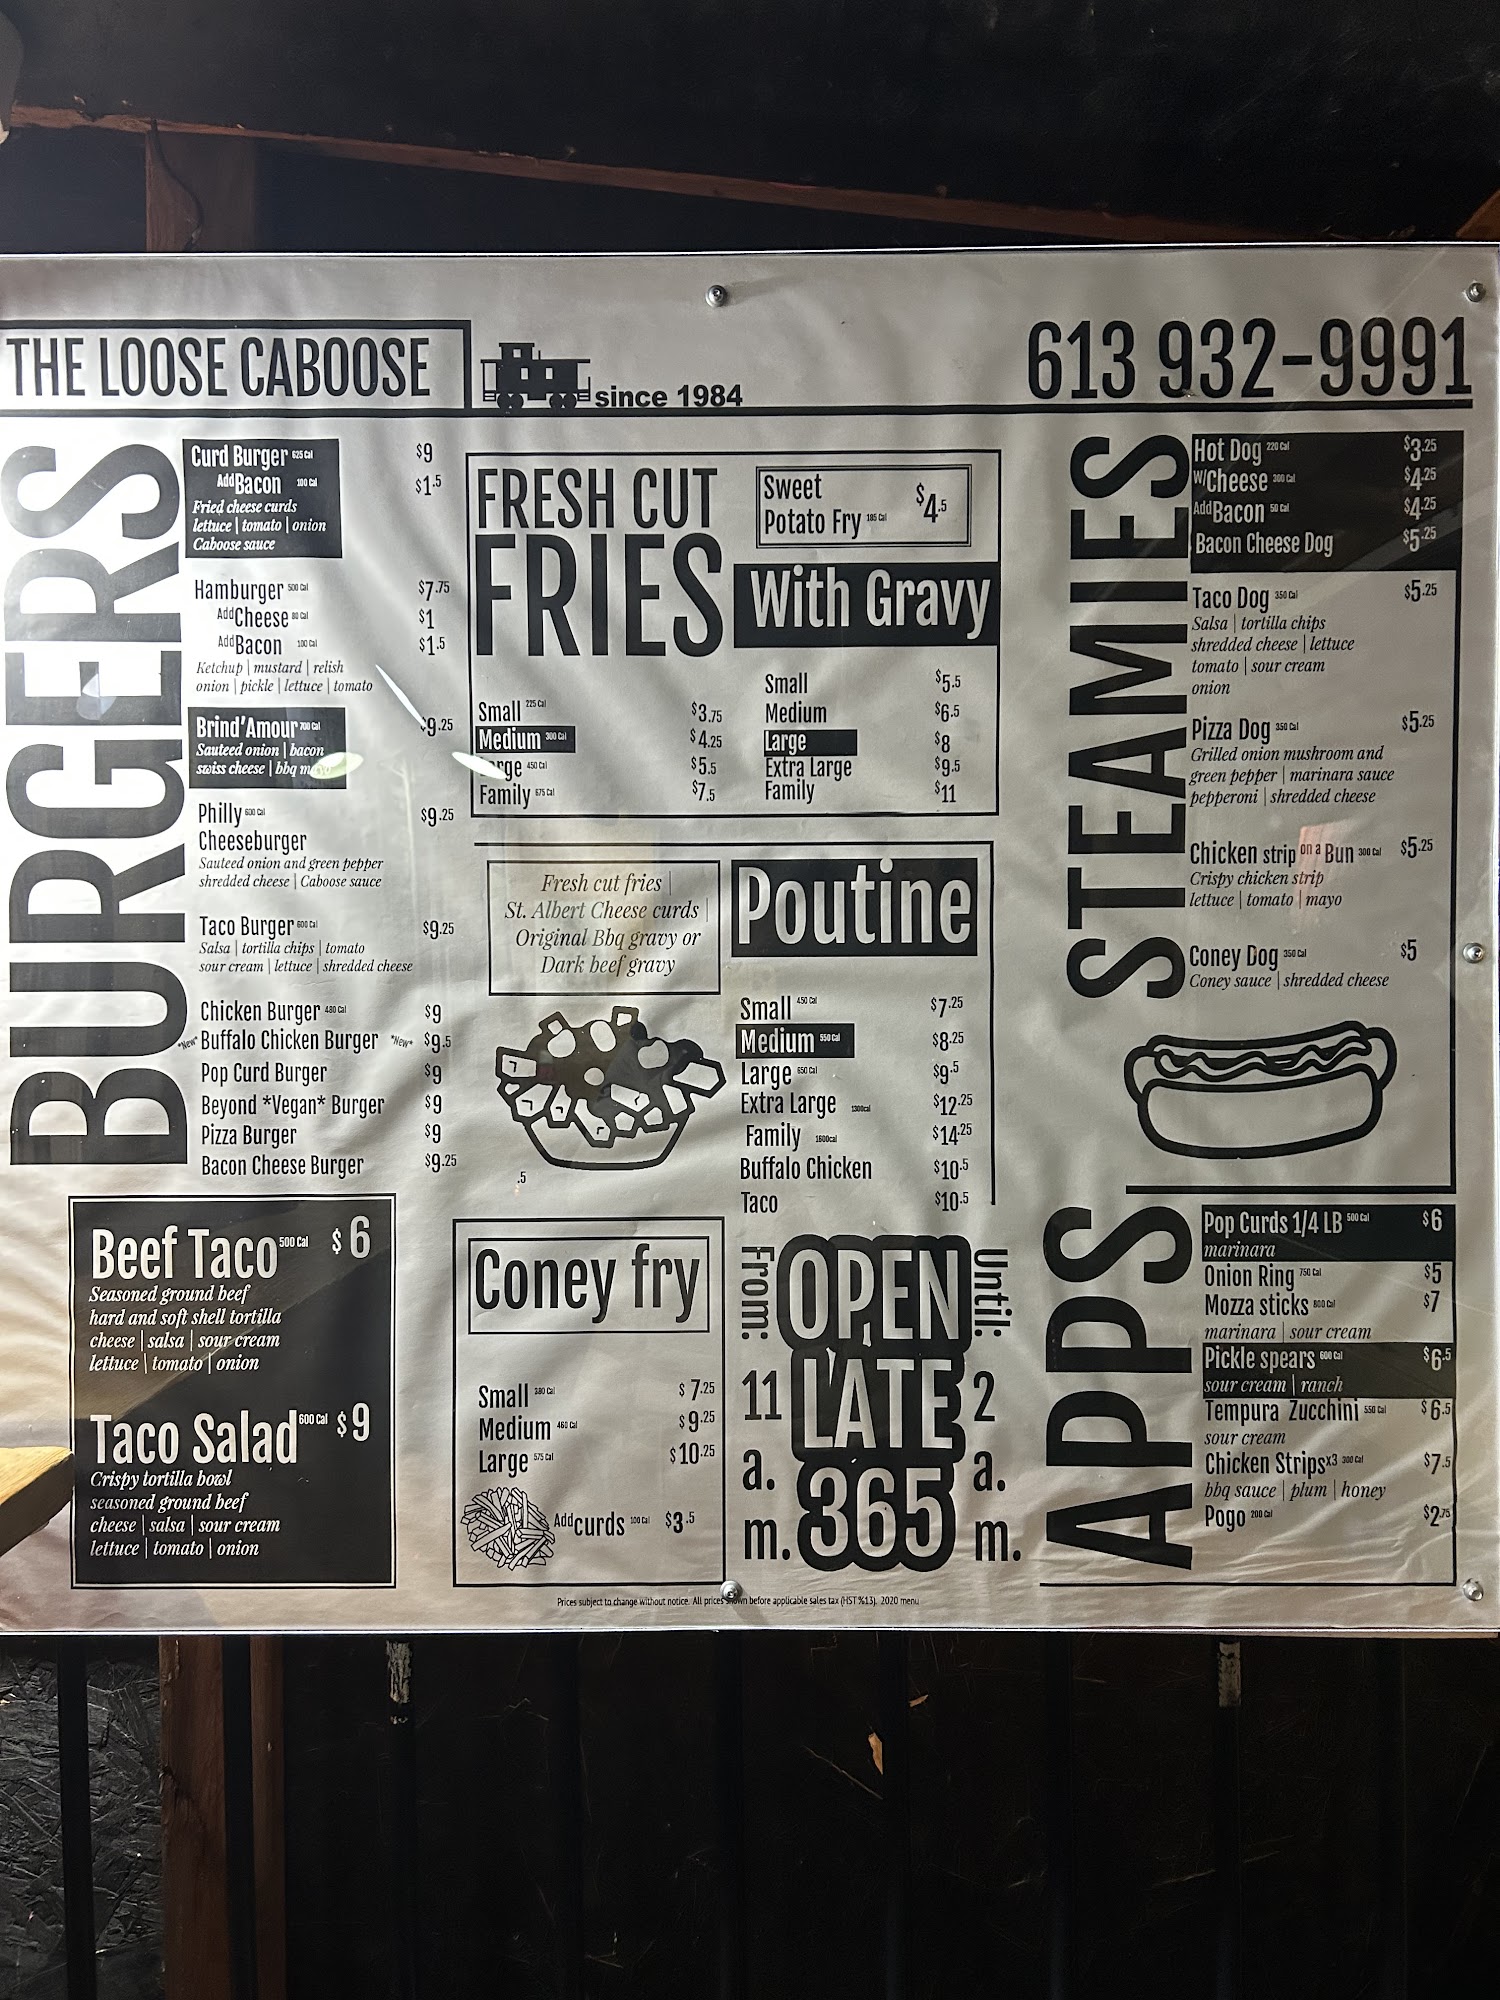 THE LOOSE CABOOSE
since 1984
613 932-9991
BURGERS
Curd Burger 625 Cal $9
Add Bacon 100 Cal $1.5
Fried cheese curds
lettuce | tomato | onion
Caboose sauce
Hamburger 500 Cal $7.75
Add Cheese 80 Cal $1
Add Bacon 100 Cal $1.5
Ketchup | mustard | relish
onion | pickle | lettuce | tomato
Brind'Amour 700 Cal $9.25
Sauteed onion | bacon
swiss cheese | bbq
Philly 600 Cal $9.25
Cheeseburger
Sauteed onion and green pepper
shredded cheese | Caboose sauce
Taco Burger 600 Cal $9.25
Salsa | tortilla chips | tomato
sour cream | lettuce | shredded cheese
Chicken Burger 480 Cal $9
*New* Buffalo Chicken Burger *New* $9.5
Pop Curd Burger $9
Beyond *Vegan* Burger $9
Pizza Burger $9
Bacon Cheese Burger $9.25
Beef Taco 500 Cal $6
Seasoned ground beef
hard and soft shell tortilla
cheese | salsa | sour cream
lettuce | tomato | onion
Taco Salad 600 Cal $9
Crispy tortilla bowl
seasoned ground beef
cheese | salsa | sour cream
lettuce | tomato | onion
FRESH CUT
FRIES
Small 225 Cal $3.75
Medium 300 Cal $4.25
Large 450 Cal $5.5
Family 675 Cal $7.5
Sweet
Potato Fry 185 Cal $4.5
With Gravy
Small $5.5
Medium $6.5
Large $8
Extra Large $9.5
Family $11
Fresh cut fries |
St. Albert Cheese curds |
Original Bbq gravy or
Dark beef gravy
.5
Poutine
Small 450 Cal $7.25
Medium 550 Cal $8.25
Large 650 Cal $9.5
Extra Large 1300cal $12.25
Family 1600cal $14.25
Buffalo Chicken $10.5
Taco $10.5
Coney fry
Small 380 Cal $7.25
Medium 460 Cal $9.25
Large 575 Cal $10.25
Add curds 100 Cal $3.5
From: 11 a. m.
OPEN
LATE
365
Until: 2 a. m.
STEAMIES
Hot Dog 220 Cal $3.25
W/Cheese 300 Cal $4.25
Add Bacon 50 Cal $4.25
Bacon Cheese Dog $5.25
Taco Dog 350 Cal $5.25
Salsa | tortilla chips
shredded cheese | lettuce
tomato | sour cream
onion
Pizza Dog 350 Cal $5.25
Grilled onion mushroom and
green pepper | marinara sauce
pepperoni | shredded cheese
Chicken strip on a Bun 300 Cal $5.25
Crispy chicken strip
lettuce | tomato | mayo
Coney Dog 350 Cal $5
Coney sauce | shredded cheese
APPS
Pop Curds 1/4 LB 500 Cal $6
marinara
Onion Ring 750 Cal $5
Mozza sticks 800 Cal $7
marinara | sour cream
Pickle spears 600 Cal $6.5
sour cream | ranch
Tempura Zucchini 550 Cal $6.5
sour cream
Chicken Strips x3 300 Cal $7.5
bbq sauce | plum | honey
Pogo 200 Cal $2.75
Prices subject to change without notice. All prices shown before applicable sales tax (HST %13). 2020 menu